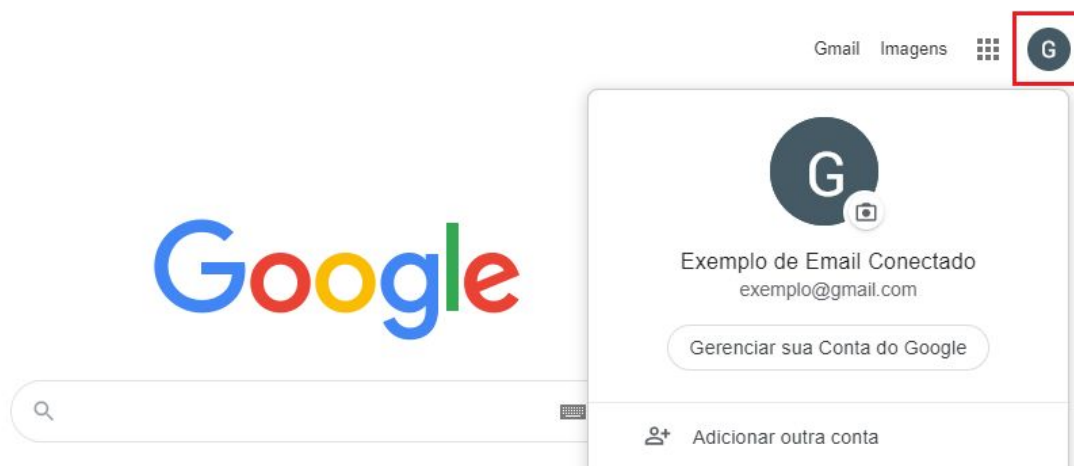 Gmail Imagens
G
G
Google
Exemplo de Email Conectado
exemplo@gmail.com
Gerenciar sua Conta do Google
Adicionar outra conta